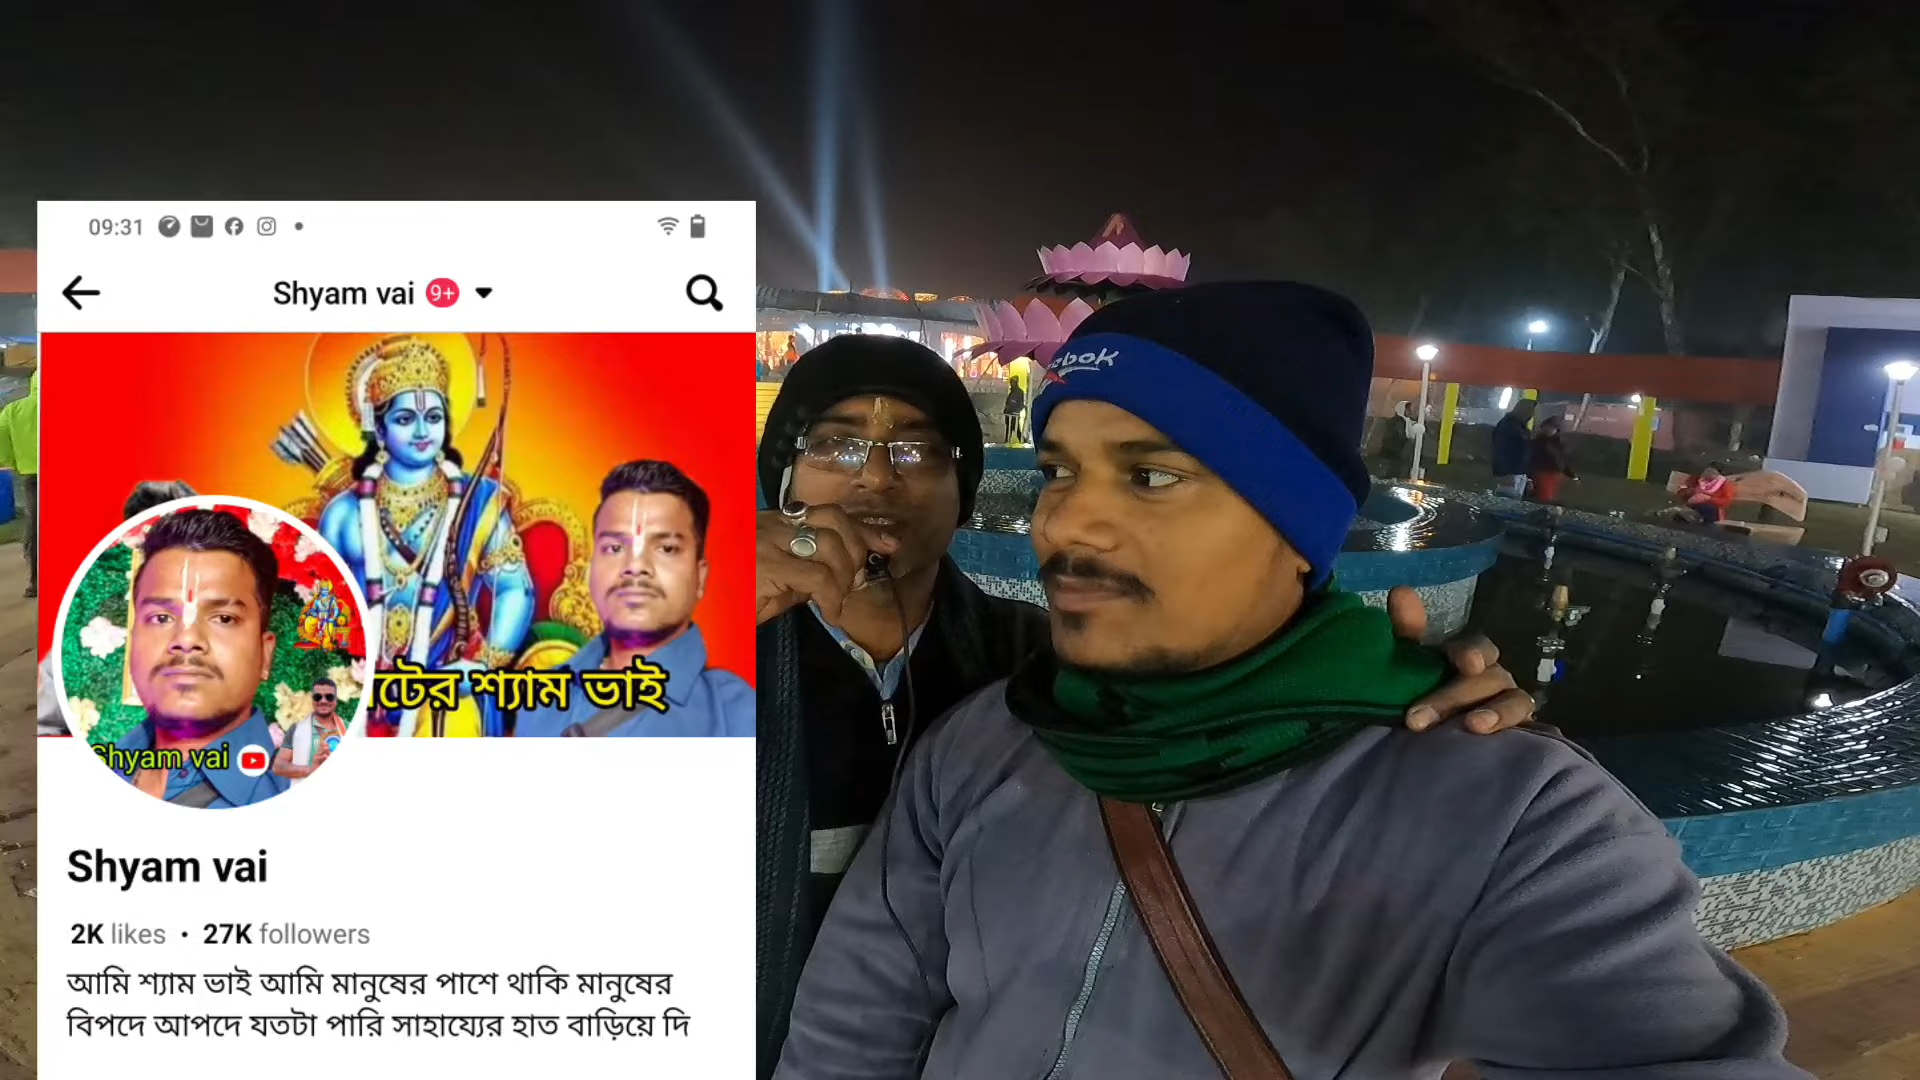 09:31
Shyam vai 9+
টের শ্যাম ভাই
Shyam vai
Shyam vai
2K likes • 27K followers
আমি শ্যাম ভাই আমি মানুষের পাশে থাকি মানুষের
বিপদে আপদে যতটা পারি সাহায্যের হাত বাড়িয়ে দি